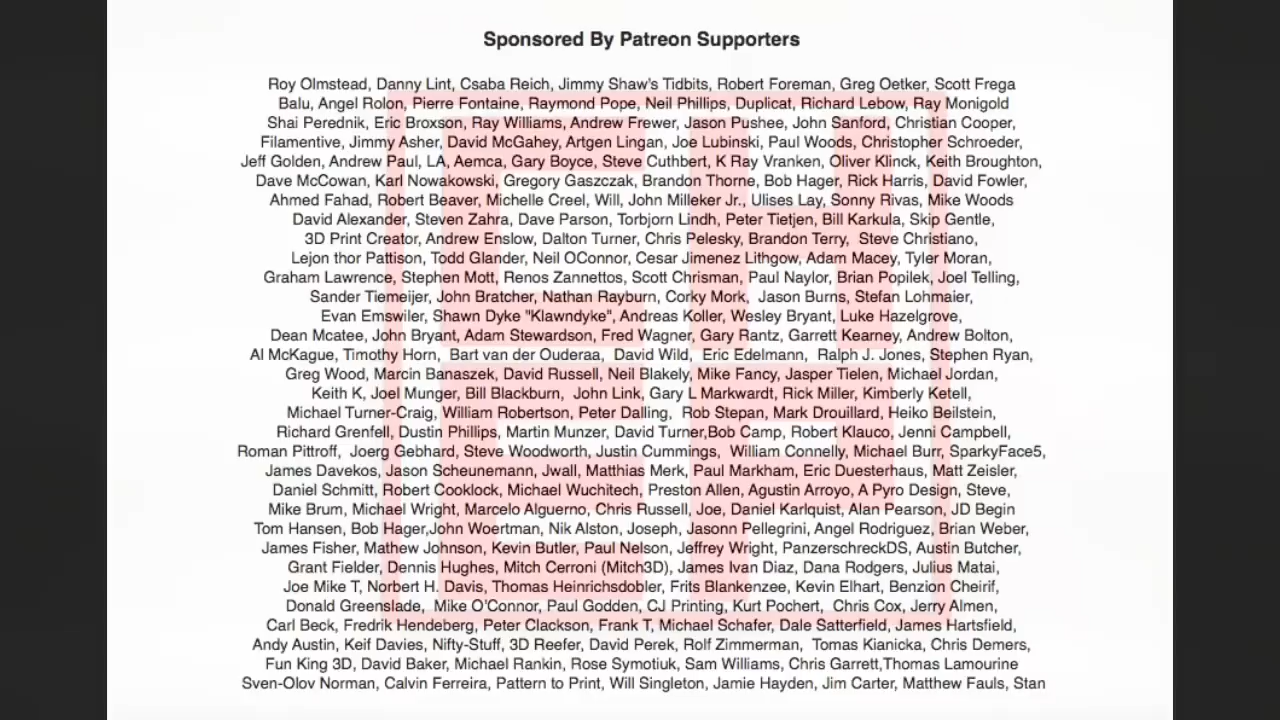 Sponsored By Patreon Supporters
Roy Olmstead, Danny Lint, Csaba Reich, Jimmy Shaw's Tidbits, Robert Foreman, Greg Oetker, Scott Frega
Balu, Angel Rolon, Pierre Fontaine, Raymond Pope, Neil Phillips, Duplicat, Richard Lebow, Ray Monigold
Shai Perednik, Eric Broxson, Ray Williams, Andrew Frewer, Jason Pushee, John Sanford, Christian Cooper,
Filamentive, Jimmy Asher, David McGahey, Artgen Lingan, Joe Lubinski, Paul Woods, Christopher Schroeder,
Jeff Golden, Andrew Paul, LA, Aemca, Gary Boyce, Steve Cuthbert, K Ray Vranken, Oliver Klinck, Keith Broughton,
Dave McCowan, Karl Nowakowski, Gregory Gaszczak, Brandon Thorne, Bob Hager, Rick Harris, David Fowler,
Ahmed Fahad, Robert Beaver, Michelle Creel, Will, John Milleker Jr., Ulises Lay, Sonny Rivas, Mike Woods
David Alexander, Steven Zahra, Dave Parson, Torbjorn Lindh, Peter Tietjen, Bill Karkula, Skip Gentle,
3D Print Creator, Andrew Enslow, Dalton Turner, Chris Pelesky, Brandon Terry,  Steve Christiano,
Lejon thor Pattison, Todd Glander, Neil OConnor, Cesar Jimenez Lithgow, Adam Macey, Tyler Moran,
Graham Lawrence, Stephen Mott, Renos Zannettos, Scott Chrisman, Paul Naylor, Brian Popilek, Joel Telling,
Sander Tiemeijer, John Bratcher, Nathan Rayburn, Corky Mork,  Jason Burns, Stefan Lohmaier,
Evan Emswiler, Shawn Dyke "Klawndyke", Andreas Koller, Wesley Bryant, Luke Hazelgrove,
Dean Mcatee, John Bryant, Adam Stewardson, Fred Wagner, Gary Rantz, Garrett Kearney, Andrew Bolton,
Al McKague, Timothy Horn,  Bart van der Ouderaa,  David Wild,  Eric Edelmann,  Ralph J. Jones, Stephen Ryan,
Greg Wood, Marcin Banaszek, David Russell, Neil Blakely, Mike Fancy, Jasper Tielen, Michael Jordan,
Keith K, Joel Munger, Bill Blackburn,  John Link, Gary L Markwardt, Rick Miller, Kimberly Ketell,
Michael Turner-Craig, William Robertson, Peter Dalling,  Rob Stepan, Mark Drouillard, Heiko Beilstein,
Richard Grenfell, Dustin Phillips, Martin Munzer, David Turner,Bob Camp, Robert Klauco, Jenni Campbell,
Roman Pittroff,  Joerg Gebhard, Steve Woodworth, Justin Cummings,  William Connelly, Michael Burr, SparkyFace5,
James Davekos, Jason Scheunemann, Jwall, Matthias Merk, Paul Markham, Eric Duesterhaus, Matt Zeisler,
Daniel Schmitt, Robert Cooklock, Michael Wuchitech, Preston Allen, Agustin Arroyo, A Pyro Design, Steve,
Mike Brum, Michael Wright, Marcelo Alguerno, Chris Russell, Joe, Daniel Karlquist, Alan Pearson, JD Begin
Tom Hansen, Bob Hager,John Woertman, Nik Alston, Joseph, Jasonn Pellegrini, Angel Rodriguez, Brian Weber,
James Fisher, Mathew Johnson, Kevin Butler, Paul Nelson, Jeffrey Wright, PanzerschreckDS, Austin Butcher,
Grant Fielder, Dennis Hughes, Mitch Cerroni (Mitch3D), James Ivan Diaz, Dana Rodgers, Julius Matai,
Joe Mike T, Norbert H. Davis, Thomas Heinrichsdobler, Frits Blankenzee, Kevin Elhart, Benzion Cheirif,
Donald Greenslade,  Mike O'Connor, Paul Godden, CJ Printing, Kurt Pochert,  Chris Cox, Jerry Almen,
Carl Beck, Fredrik Hendeberg, Peter Clackson, Frank T, Michael Schafer, Dale Satterfield, James Hartsfield,
Andy Austin, Keif Davies, Nifty-Stuff, 3D Reefer, David Perek, Rolf Zimmerman,  Tomas Kianicka, Chris Demers,
Fun King 3D, David Baker, Michael Rankin, Rose Symotiuk, Sam Williams, Chris Garrett,Thomas Lamourine
Sven-Olov Norman, Calvin Ferreira, Pattern to Print, Will Singleton, Jamie Hayden, Jim Carter, Matthew Fauls, Stan